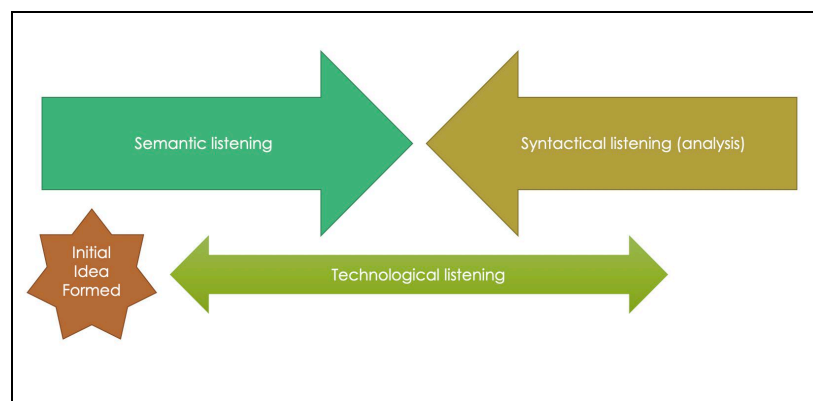 Semantic listening
Syntactical listening (analysis)
Initial
Idea
Formed
Technological listening